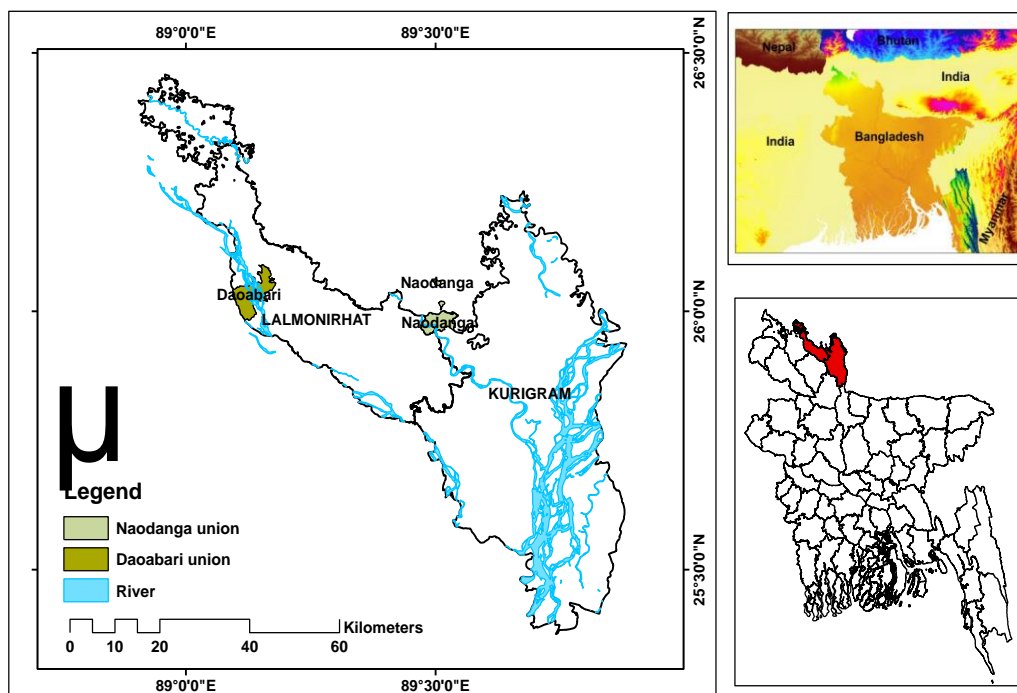 89°0'0"E
89°30'0"E
26°30'0"N
Naodanga
Daoabari
LALMONIRHAT
Naodanga
26°0'0"N
KURIGRAM
µ
Legend
Naodanga union
Daoabari union
River
Kilometers
0 10 20 40 60
25°30'0"N
89°0'0"E
89°30'0"E
Nepal
Bhutan
India
India
Bangladesh
Myanmar